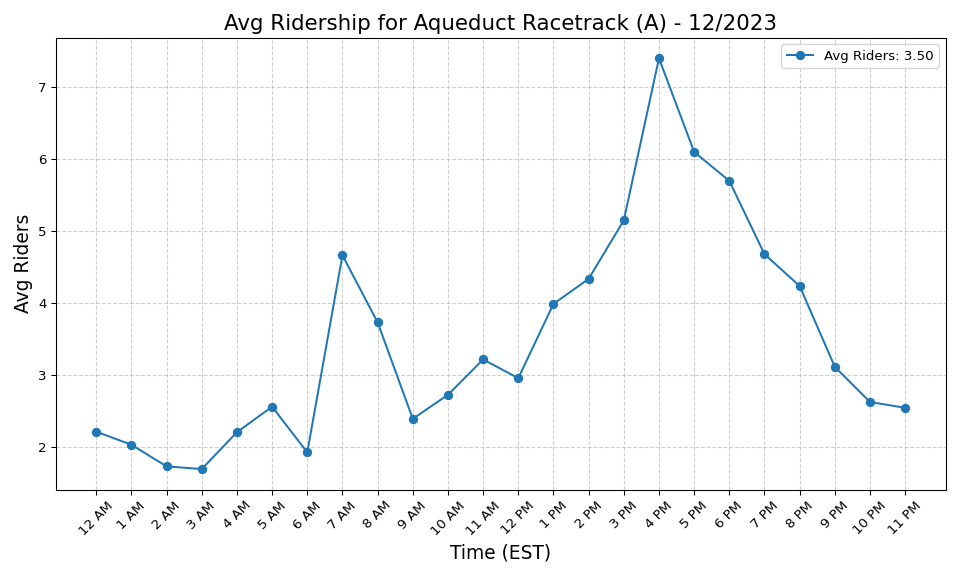 Avg Ridership for Aqueduct Racetrack (A) - 12/2023
Avg Riders: 3.50
Avg Riders
7
6
5
4
3
2
12 AM
1 AM
2 AM
3 AM
4 AM
5 AM
6 AM
7 AM
8 AM
9 AM
10 AM
11 AM
12 PM
1 PM
2 PM
3 PM
4 PM
5 PM
6 PM
7 PM
8 PM
9 PM
10 PM
11 PM
Time (EST)